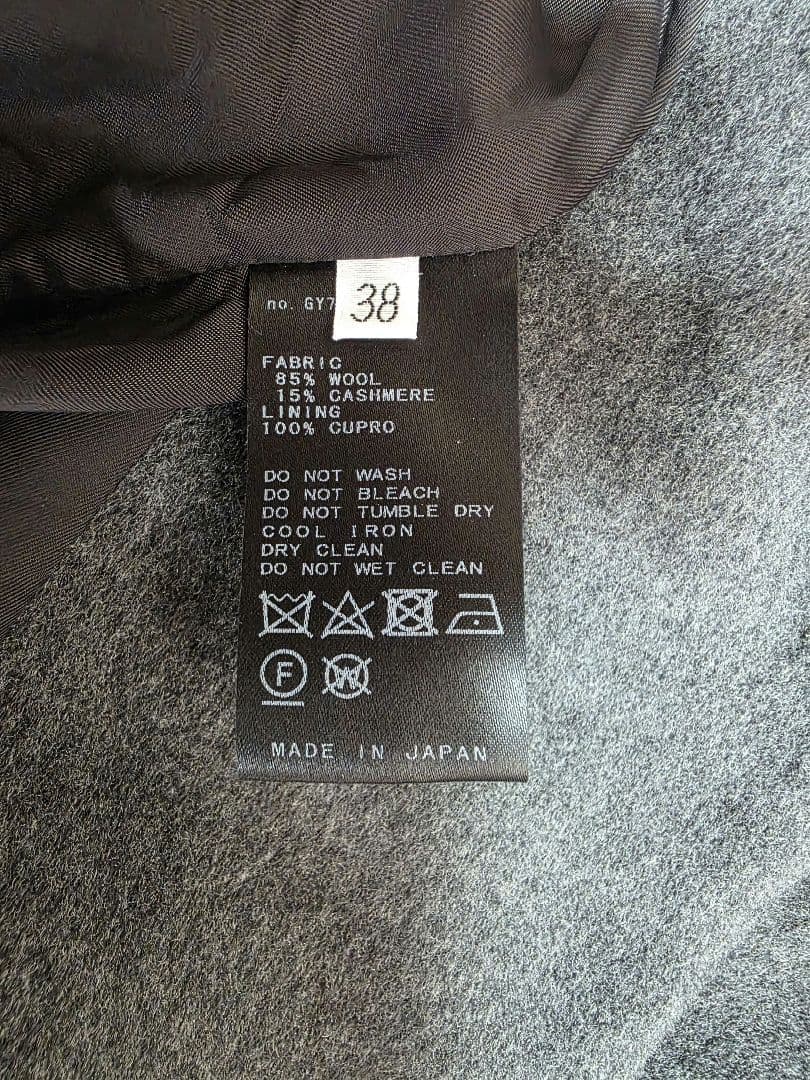 no. GY7
38
FABRIC
85% WOOL
15% CASHMERE
LINING
100% CUPRO
DO NOT WASH
DO NOT BLEACH
DO NOT TUMBLE DRY
COOL IRON
DRY CLEAN
DO NOT WET CLEAN
F W
MADE IN JAPAN